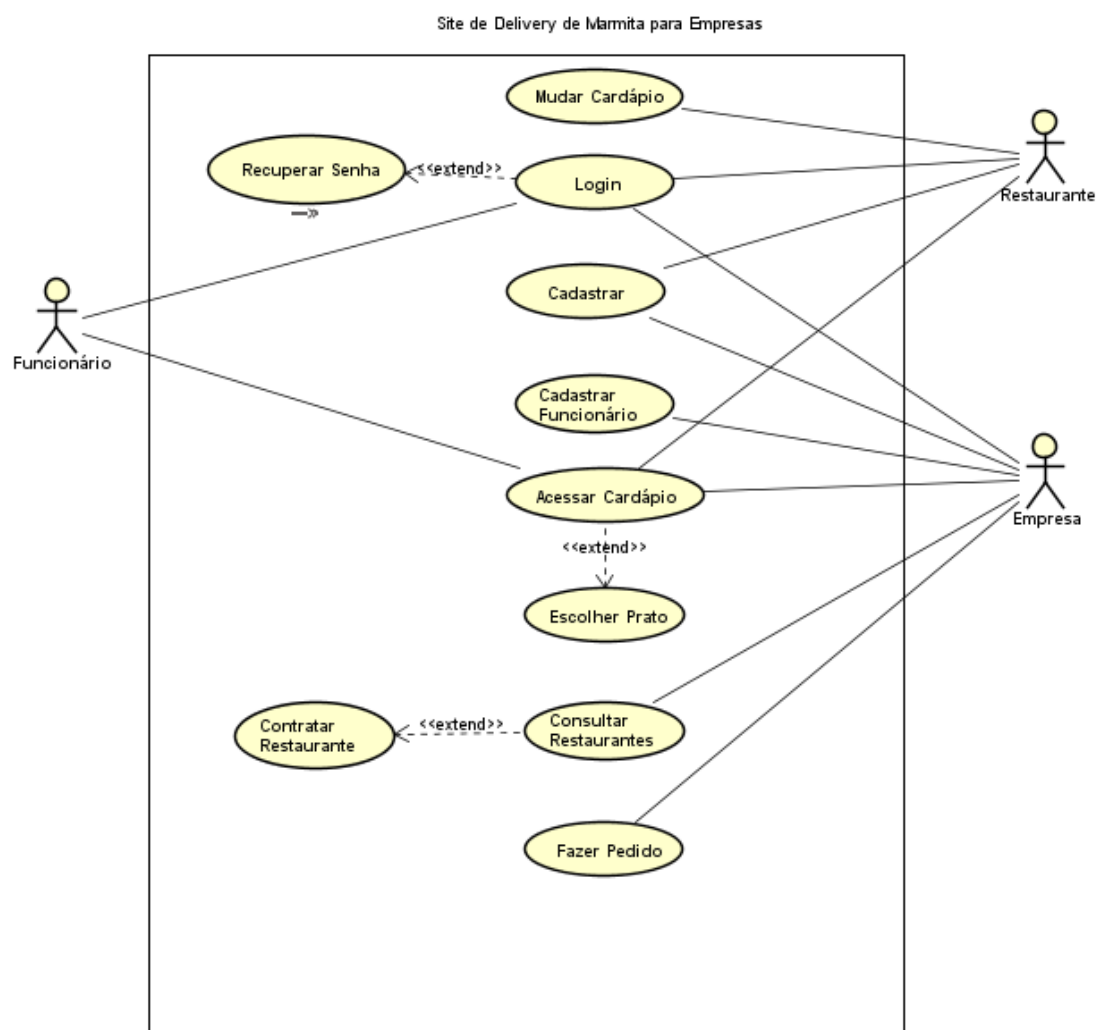 Site de Delivery de Marmita para Empresas
Mudar Cardápio
Recuperar Senha
<<extend>>
Login
Restaurante
Cadastrar
Funcionário
Cadastrar
Funcionário
Acessar Cardápio
Empresa
<<extend>>
Escolher Prato
Contratar
Restaurante
<<extend>>
Consultar
Restaurantes
Fazer Pedido